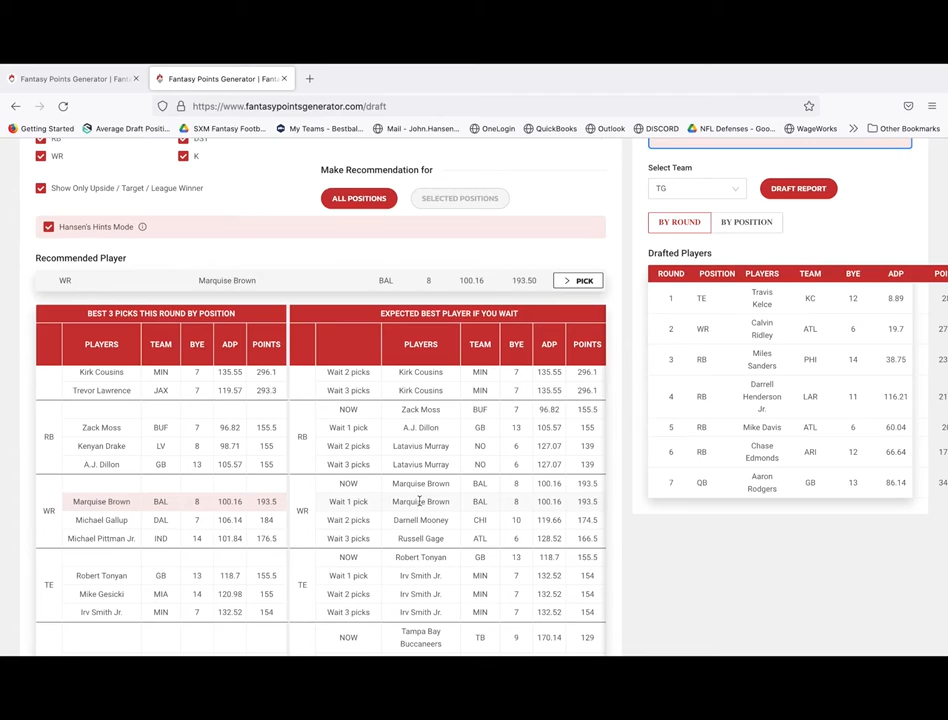 Fantasy Points Generator | Fant
Fantasy Points Generator | Fant
https://www.fantasypointsgenerator.com/draft
Getting Started
Average Draft Positi...
SXM Fantasy Footb...
My Teams - Bestbal...
Mail - John.Hansen...
OneLogin
QuickBooks
Outlook
DISCORD
NFL Defenses - Goo...
WageWorks
Other Bookmarks
RB DST
WR K
Make Recommendation for
Show Only Upside / Target / League Winner
ALL POSITIONS SELECTED POSITIONS
Hansen's Hints Mode
Recommended Player
WR Marquise Brown BAL 8 100.16 193.50 > PICK
BEST 3 PICKS THIS ROUND BY POSITION
PLAYERS TEAM BYE ADP POINTS
Kirk Cousins MIN 7 135.55 296.1
Trevor Lawrence JAX 7 119.57 293.3
RB
Zack Moss BUF 7 96.82 155.5
Kenyan Drake LV 8 98.71 155
A.J. Dillon GB 13 105.57 155
WR
Marquise Brown BAL 8 100.16 193.5
Michael Gallup DAL 7 106.14 184
Michael Pittman Jr. IND 14 101.84 176.5
TE
Robert Tonyan GB 13 118.7 155.5
Mike Gesicki MIA 14 120.98 155
Irv Smith Jr. MIN 7 132.52 154
EXPECTED BEST PLAYER IF YOU WAIT
PLAYERS TEAM BYE ADP POINTS
Wait 2 picks Kirk Cousins MIN 7 135.55 296.1
Wait 3 picks Kirk Cousins MIN 7 135.55 296.1
RB
NOW Zack Moss BUF 7 96.82 155.5
Wait 1 pick A.J. Dillon GB 13 105.57 155
Wait 2 picks Latavius Murray NO 6 127.07 139
Wait 3 picks Latavius Murray NO 6 127.07 139
WR
NOW Marquise Brown BAL 8 100.16 193.5
Wait 1 pick Marquise Brown BAL 8 100.16 193.5
Wait 2 picks Darnell Mooney CHI 10 119.66 174.5
Wait 3 picks Russell Gage ATL 6 128.52 166.5
TE
NOW Robert Tonyan GB 13 118.7 155.5
Wait 1 pick Irv Smith Jr. MIN 7 132.52 154
Wait 2 picks Irv Smith Jr. MIN 7 132.52 154
Wait 3 picks Irv Smith Jr. MIN 7 132.52 154
NOW Tampa Bay Buccaneers TB 9 170.14 129
Select Team
TG DRAFT REPORT
BY ROUND BY POSITION
Drafted Players
ROUND POSITION PLAYERS TEAM BYE ADP POI
1 TE Travis Kelce KC 12 8.89 28
2 WR Calvin Ridley ATL 6 19.7
3 RB Miles Sanders PHI 14 38.75 23
4 RB Darrell Henderson Jr. LAR 11 116.21 21
5 RB Mike Davis ATL 6 60.04
6 RB Chase Edmonds ARI 12 66.64 17
7 QB Aaron Rodgers GB 13 86.14 34